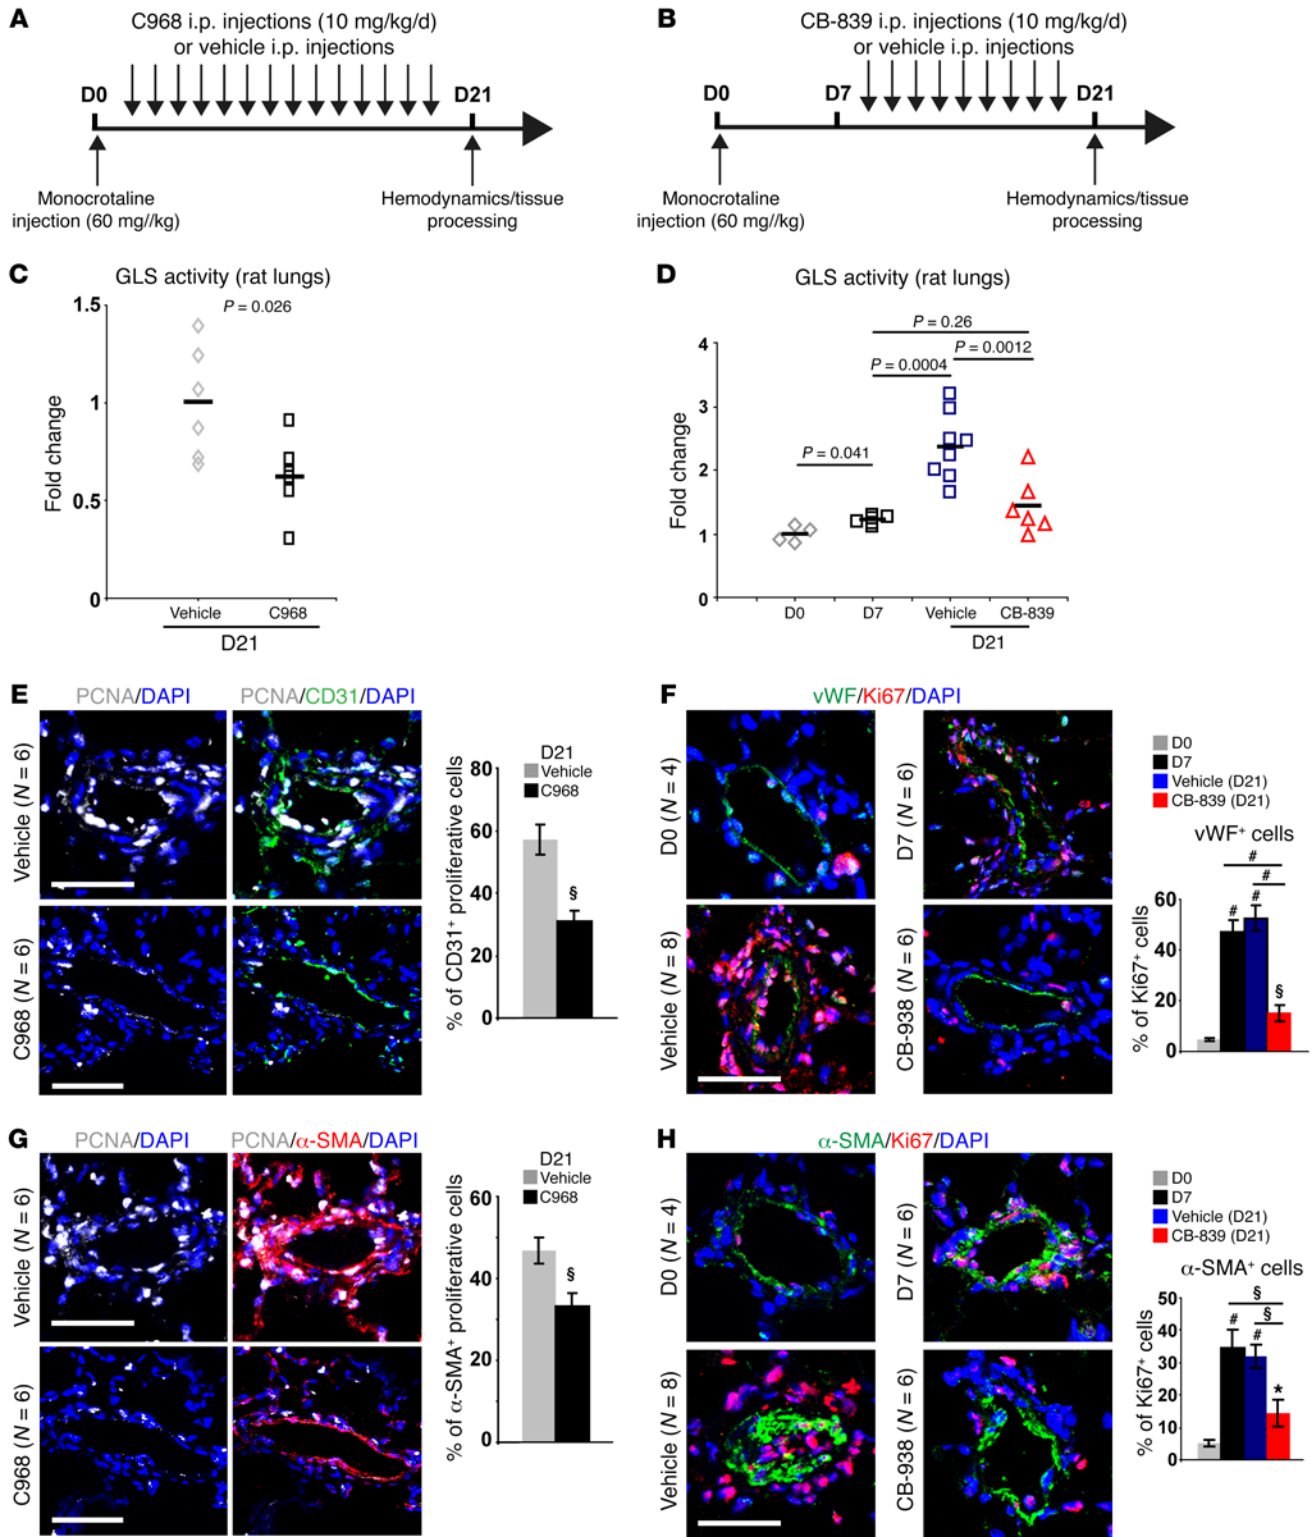 A
C968 i.p. injections (10 mg/kg/d)
or vehicle i.p. injections
D0
D21
Monocrotaline
injection (60 mg//kg)
Hemodynamics/tissue
processing
B
CB-839 i.p. injections (10 mg/kg/d)
or vehicle i.p. injections
D0
D7
D21
Monocrotaline
injection (60 mg//kg)
Hemodynamics/tissue
processing
C
GLS activity (rat lungs)
P = 0.026
Fold change
1.5
1
0.5
0
Vehicle
C968
D21
D
GLS activity (rat lungs)
P = 0.26
P = 0.0012
P = 0.0004
P = 0.041
Fold change
4
3
2
1
0
D0
D7
Vehicle
CB-839
D21
E
PCNA/DAPI
PCNA/CD31/DAPI
Vehicle (N = 6)
C968 (N = 6)
D21
Vehicle
C968
% of CD31+ proliferative cells
80
60
40
20
0
§
F
vWF/Ki67/DAPI
D0 (N = 4)
D7 (N = 6)
Vehicle (N = 8)
CB-938 (N = 6)
D0
D7
Vehicle (D21)
CB-839 (D21)
vWF+ cells
% of Ki67+ cells
60
40
20
0
#
#
# #
§
G
PCNA/DAPI
PCNA/α-SMA/DAPI
Vehicle (N = 6)
C968 (N = 6)
D21
Vehicle
C968
% of α-SMA+ proliferative cells
60
40
20
0
§
H
α-SMA/Ki67/DAPI
D0 (N = 4)
D7 (N = 6)
Vehicle (N = 8)
CB-938 (N = 6)
D0
D7
Vehicle (D21)
CB-839 (D21)
α-SMA+ cells
% of Ki67+ cells
50
40
30
20
10
0
§
§
# #
*